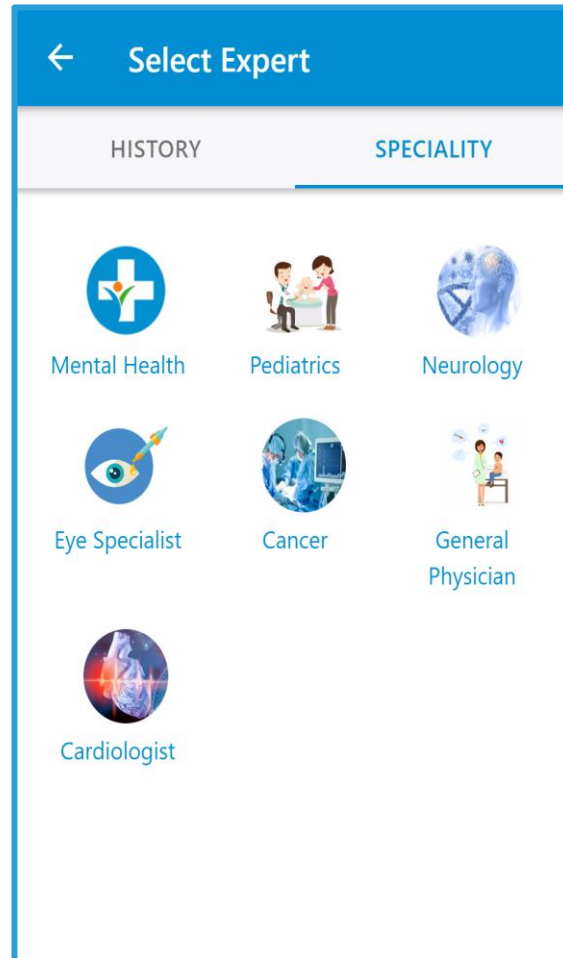 Select Expert
HISTORY
SPECIALITY
Mental Health
Pediatrics
Neurology
Eye Specialist
Cancer
General
Physician
Cardiologist